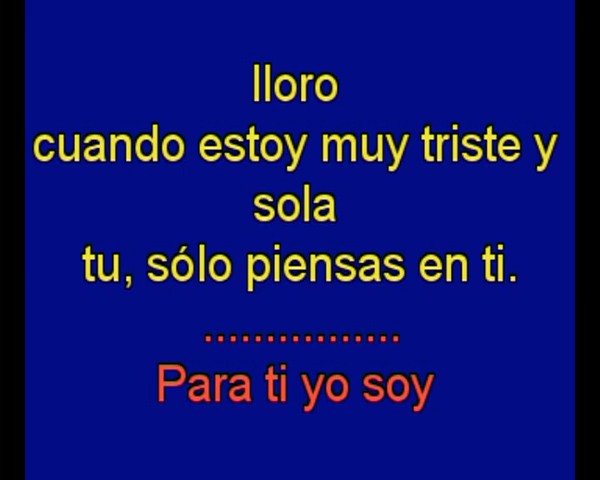 lloro
cuando estoy muy triste y
sola
tu, sólo piensas en ti.
................
Para ti yo soy